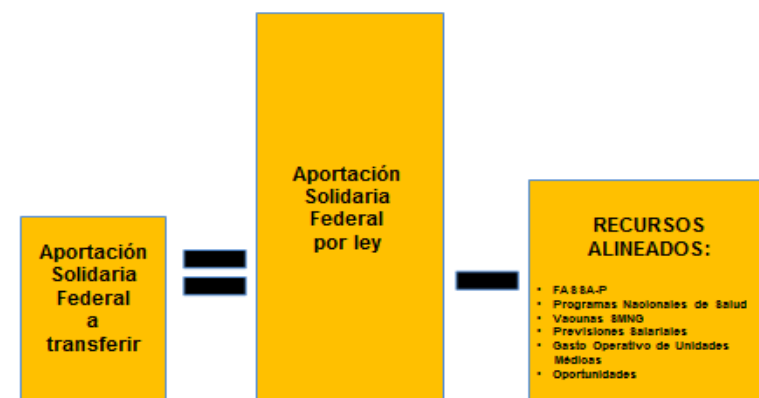 Aportación
Solidaria
Federal
a
transferir
Aportación
Solidaria
Federal
por ley
RECURSOS
ALINEADOS:
• FASSA-P
• Programas Nacionales de Salud
• Vacunas SMNG
• Previsiones Salariales
• Gasto Operativo de Unidades
Médicas
• Oportunidades